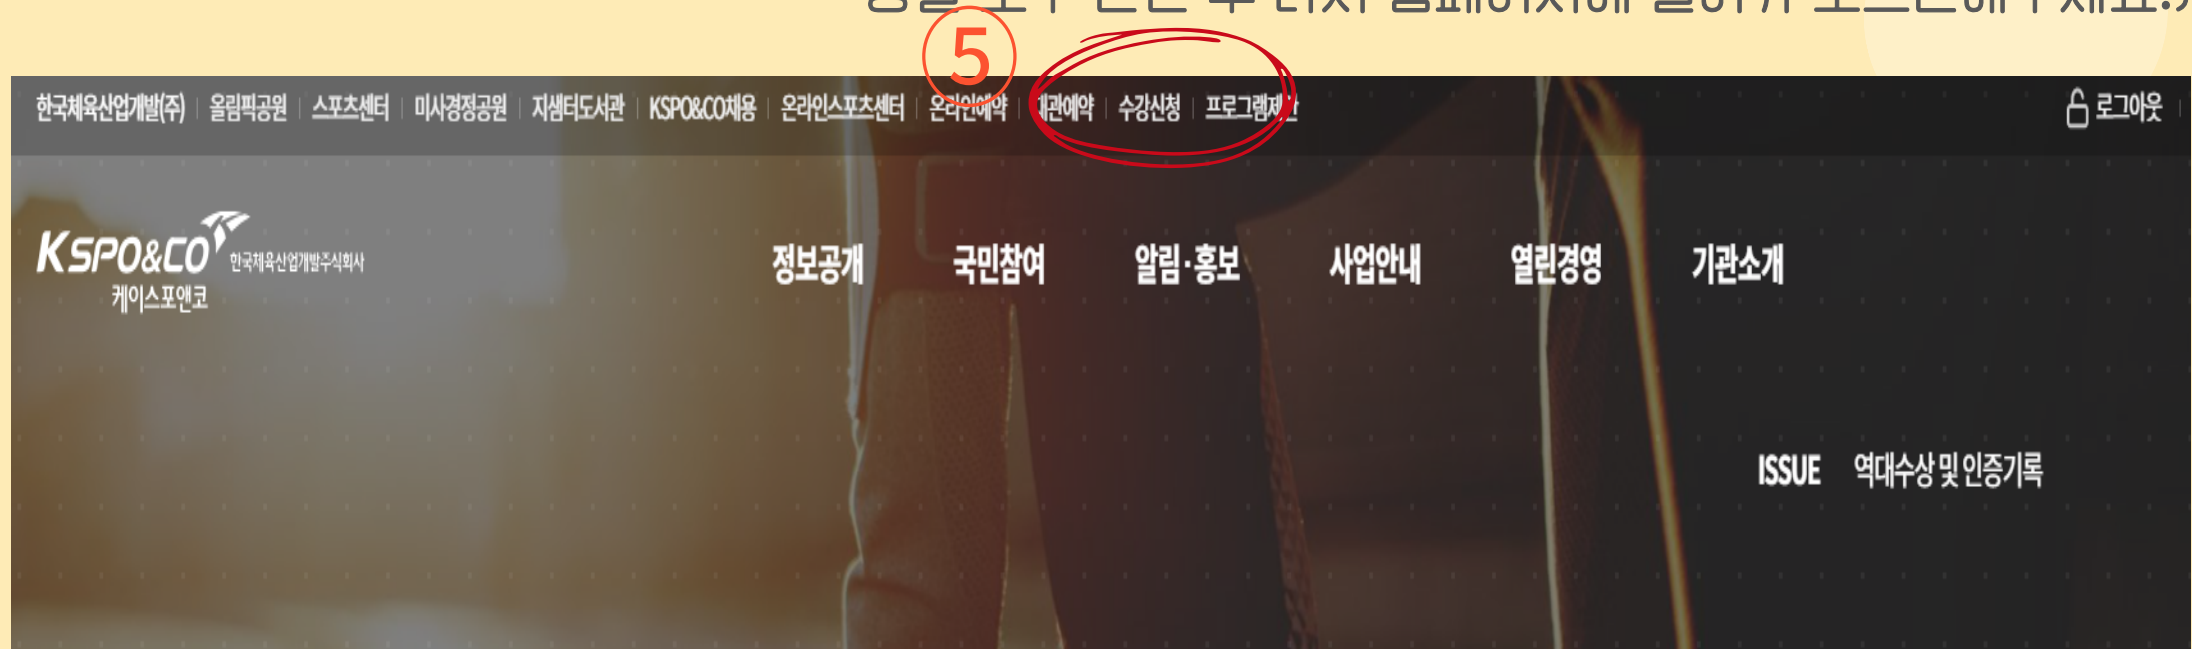 ⑤
한국체육산업개발(주) | 올림픽공원 | 스포츠센터 | 미사경정공원 | 지샘터도서관 | KSPO&CO채용 | 온라인스포츠센터 | 온라인예약 | 대관예약 | 수강신청 | 프로그램제안
로그아웃
KSPO&CO 한국체육산업개발주식회사
케이스포앤코
정보공개 국민참여 알림·홍보 사업안내 열린경영 기관소개
ISSUE 역대수상 및 인증기록